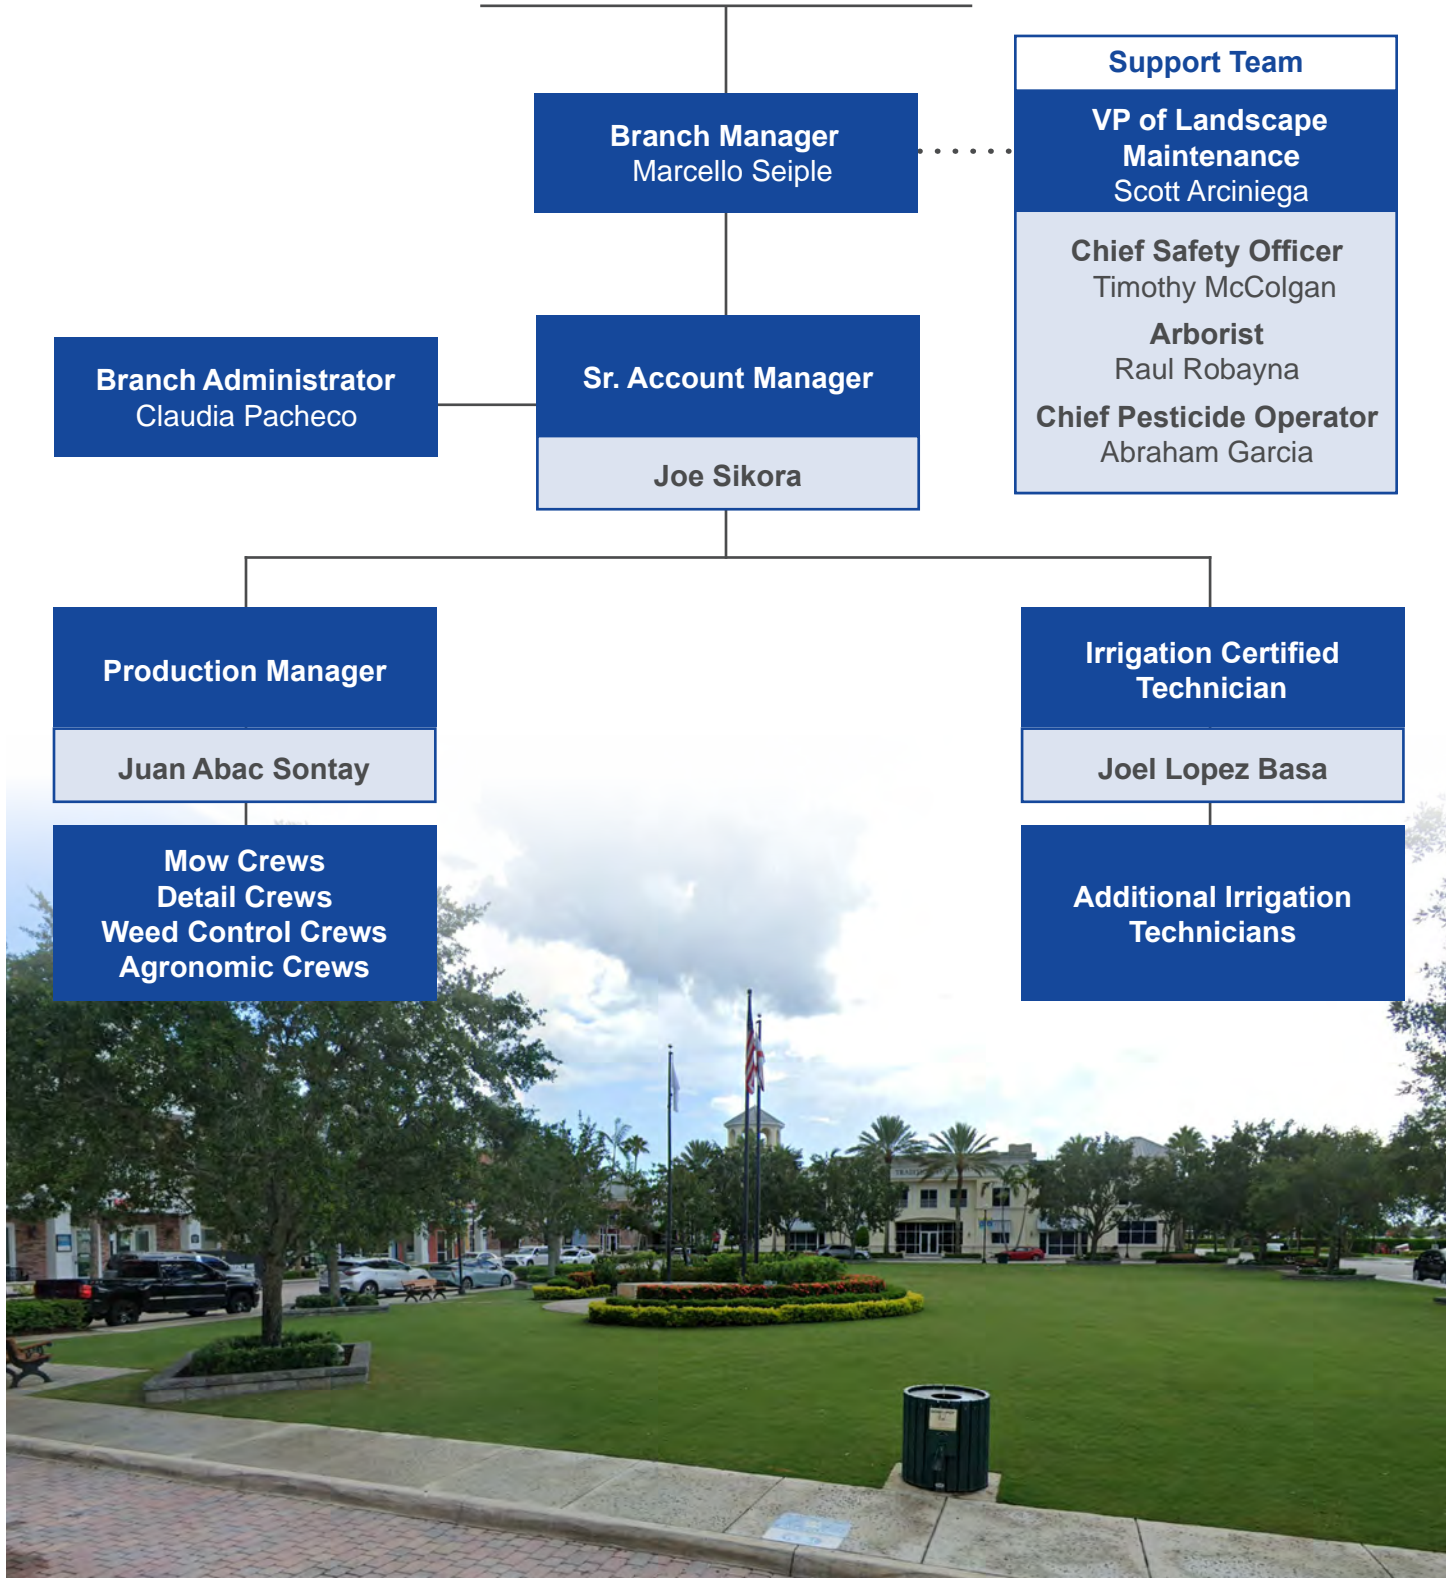 Support Team
VP of Landscape
Maintenance
Scott Arciniega
Chief Safety Officer
Timothy McColgan
Arborist
Raul Robayna
Chief Pesticide Operator
Abraham Garcia
Branch Manager
Marcello Seiple
Branch Administrator
Claudia Pacheco
Sr. Account Manager
Joe Sikora
Production Manager
Juan Abac Sontay
Mow Crews
Detail Crews
Weed Control Crews
Agronomic Crews
Irrigation Certified
Technician
Joel Lopez Basa
Additional Irrigation
Technicians